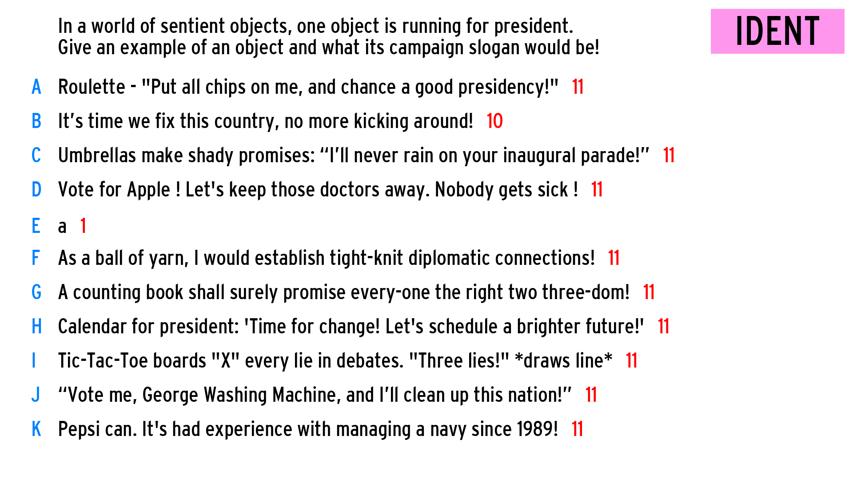 In a world of sentient objects, one object is running for president.
Give an example of an object and what its campaign slogan would be!
IDENT
A Roulette - "Put all chips on me, and chance a good presidency!" 11
B It’s time we fix this country, no more kicking around! 10
C Umbrellas make shady promises: “I’ll never rain on your inaugural parade!” 11
D Vote for Apple ! Let's keep those doctors away. Nobody gets sick ! 11
E a 1
F As a ball of yarn, I would establish tight-knit diplomatic connections! 11
G A counting book shall surely promise every-one the right two three-dom! 11
H Calendar for president: 'Time for change! Let's schedule a brighter future!' 11
I Tic-Tac-Toe boards "X" every lie in debates. "Three lies!" *draws line* 11
J “Vote me, George Washing Machine, and I’ll clean up this nation!” 11
K Pepsi can. It's had experience with managing a navy since 1989! 11